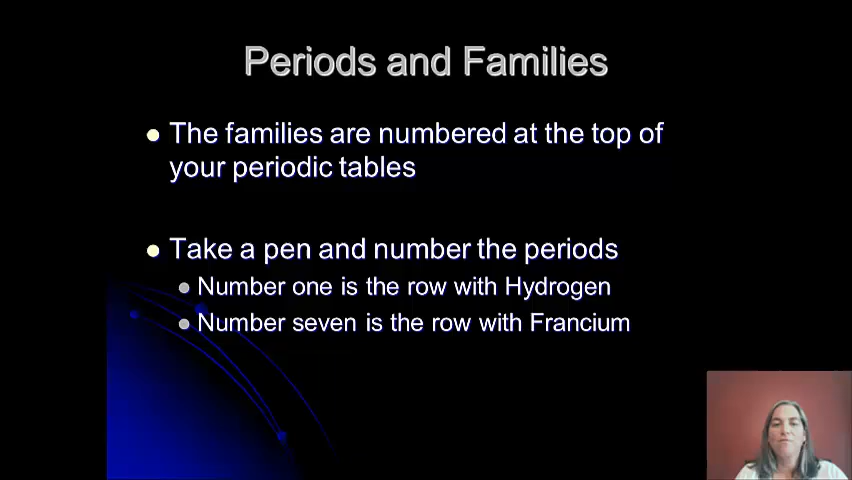 Periods and Families
The families are numbered at the top of
your periodic tables
Take a pen and number the periods
Number one is the row with Hydrogen
Number seven is the row with Francium